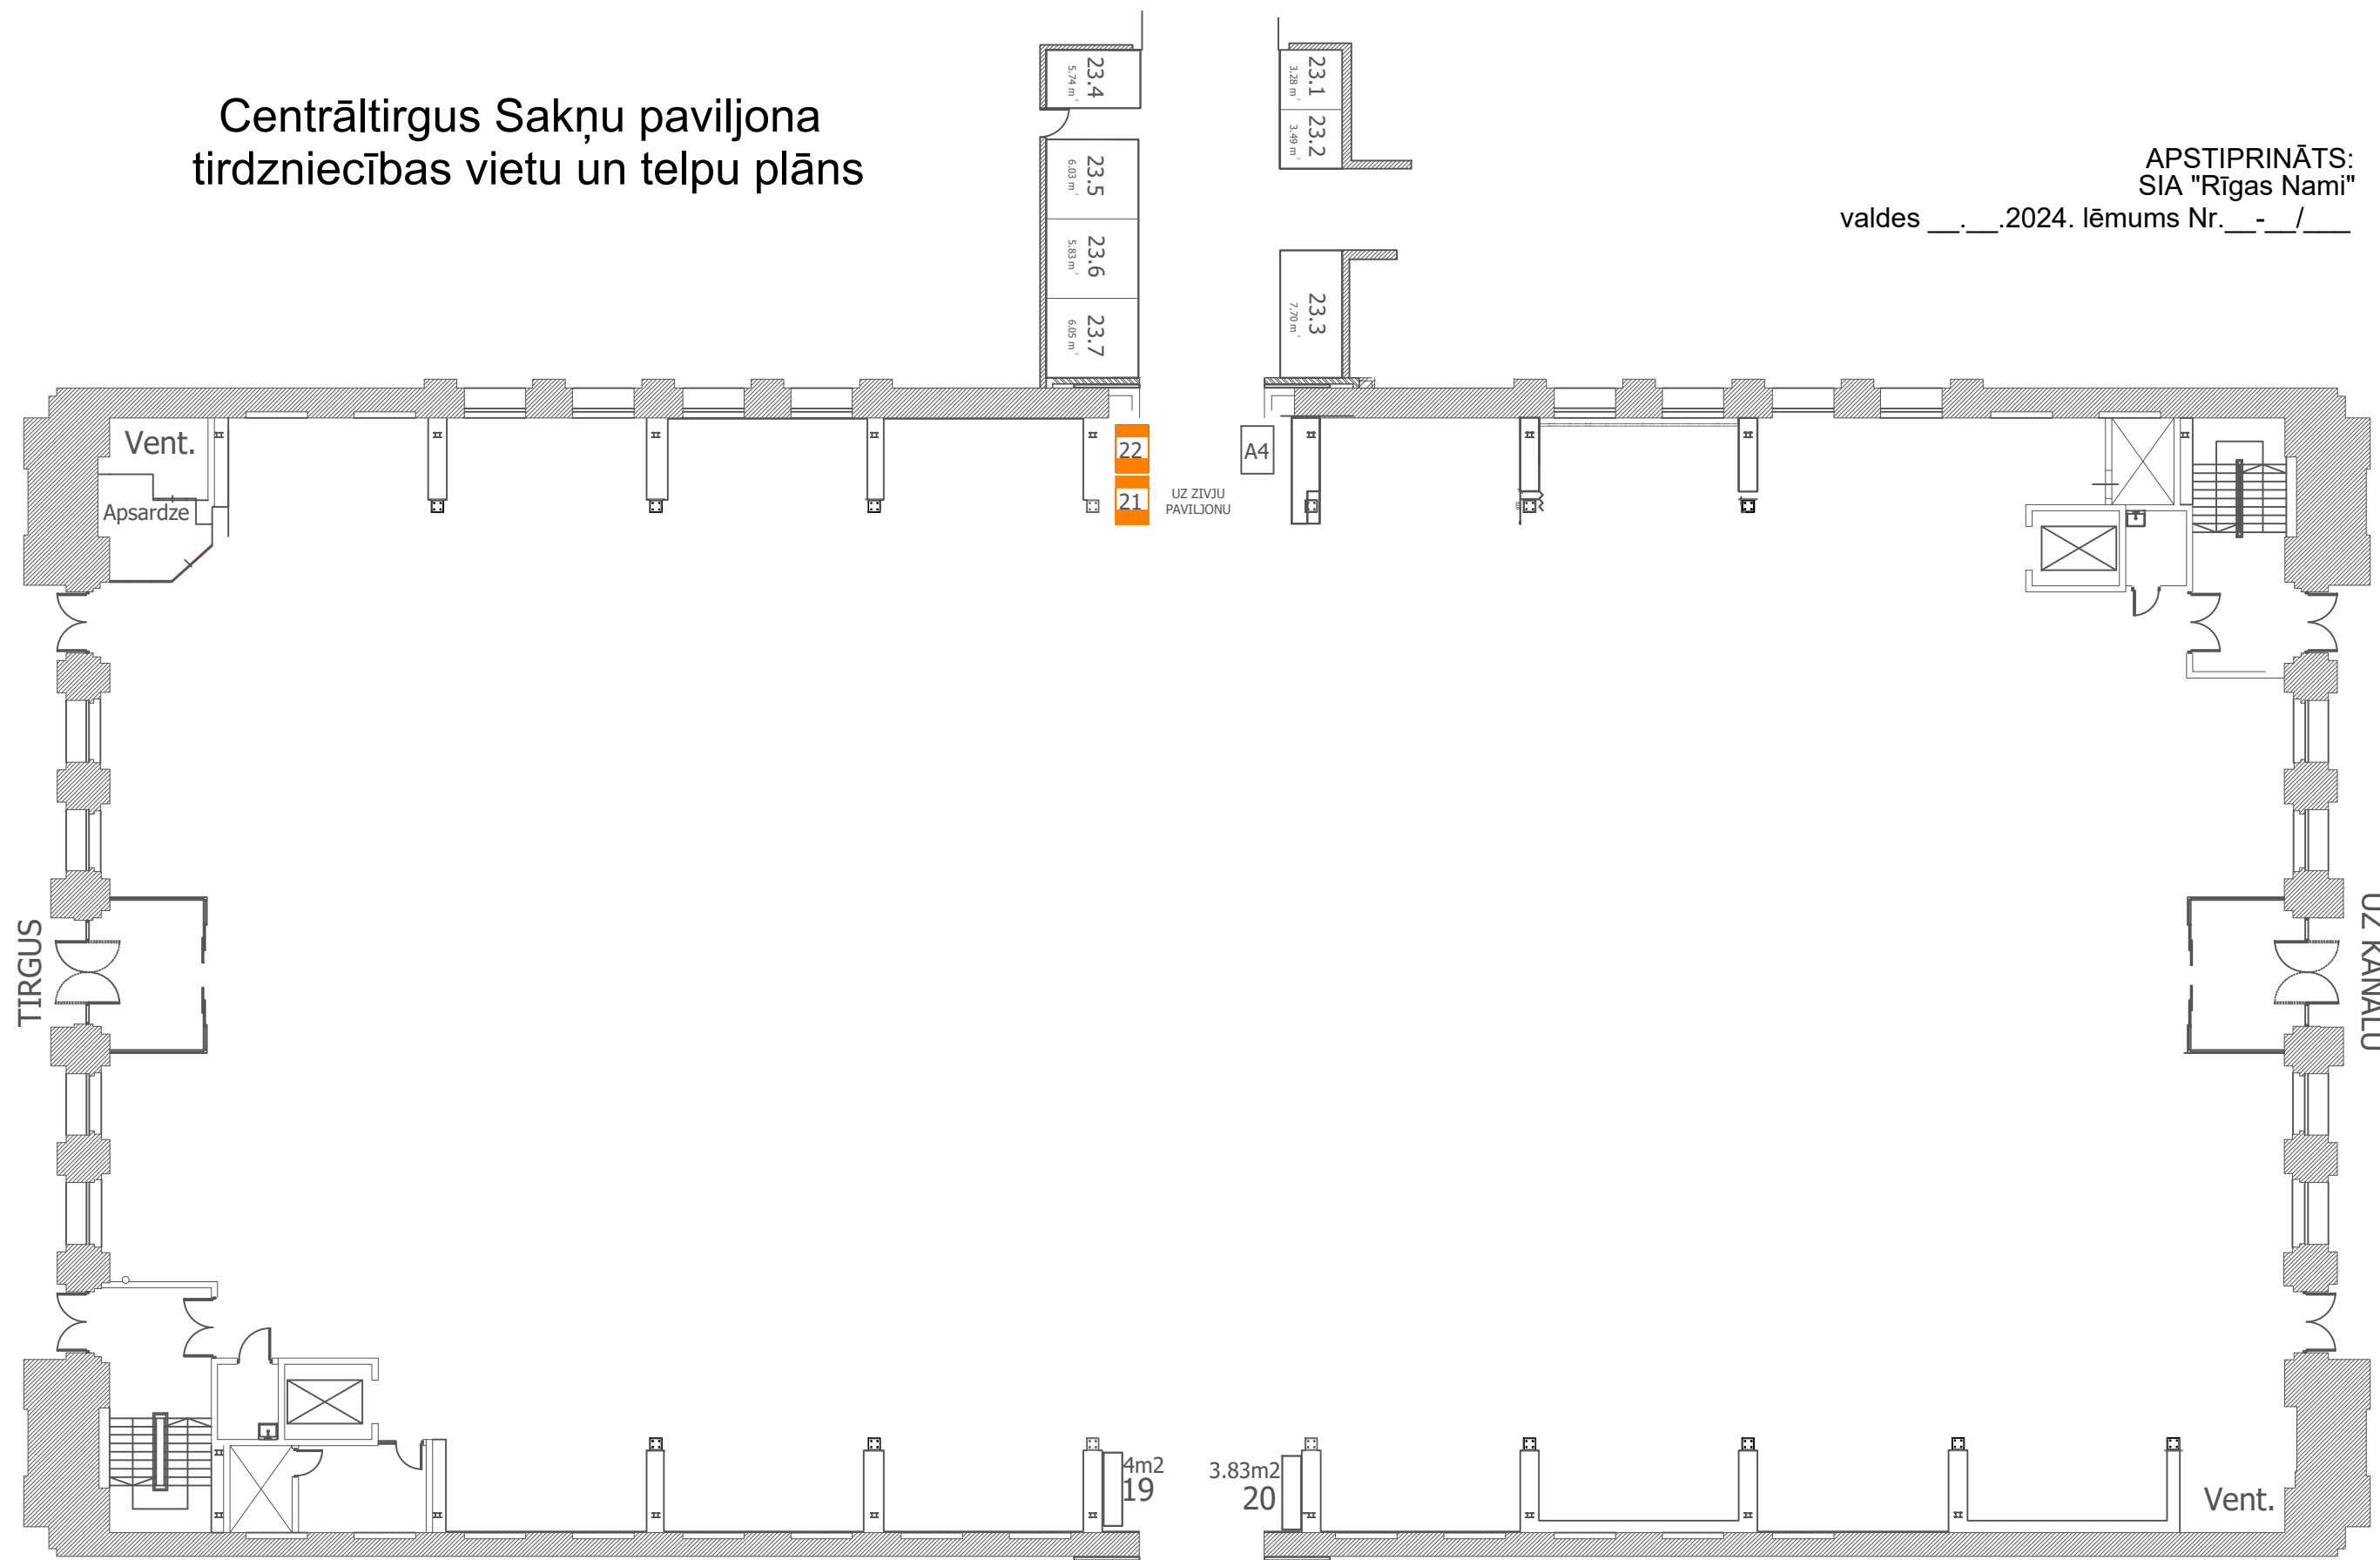 Centrāltirgus Sakņu paviljona
tirdzniecības vietu un telpu plāns
APSTIPRINĀTS:
SIA "Rīgas Nami"
valdes __.__.2024. lēmums Nr.__-__/___
23.4
5.74 m²
23.5
6.03 m²
23.6
5.83 m²
23.7
6.05 m²
23.1
3.28 m²
23.2
3.49 m²
23.3
7.70 m²
Vent.
Apsardze
22
21
A4
UZ ZIVJU
PAVILJONU
TIRGUS
UZ KANĀLU
4m2
19
3.83m2
20
Vent.